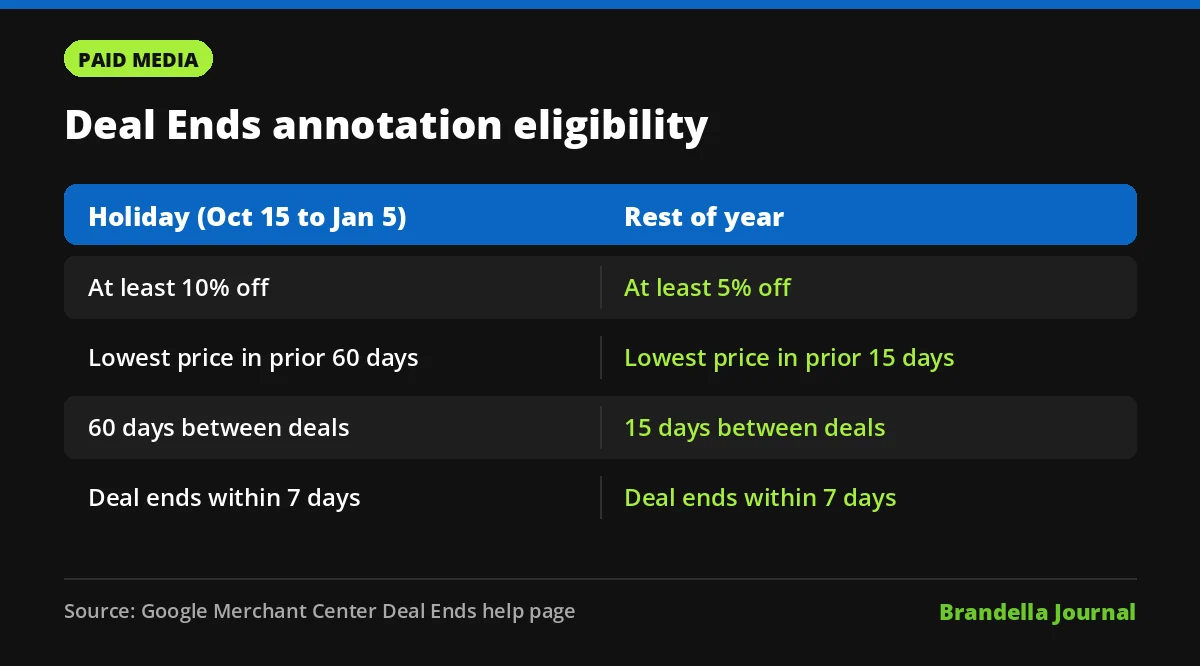 PAID MEDIA
Deal Ends annotation eligibility
Holiday (Oct 15 to Jan 5) Rest of year
At least 10% off At least 5% off
Lowest price in prior 60 days Lowest price in prior 15 days
60 days between deals 15 days between deals
Deal ends within 7 days Deal ends within 7 days
Source: Google Merchant Center Deal Ends help page Brandella Journal